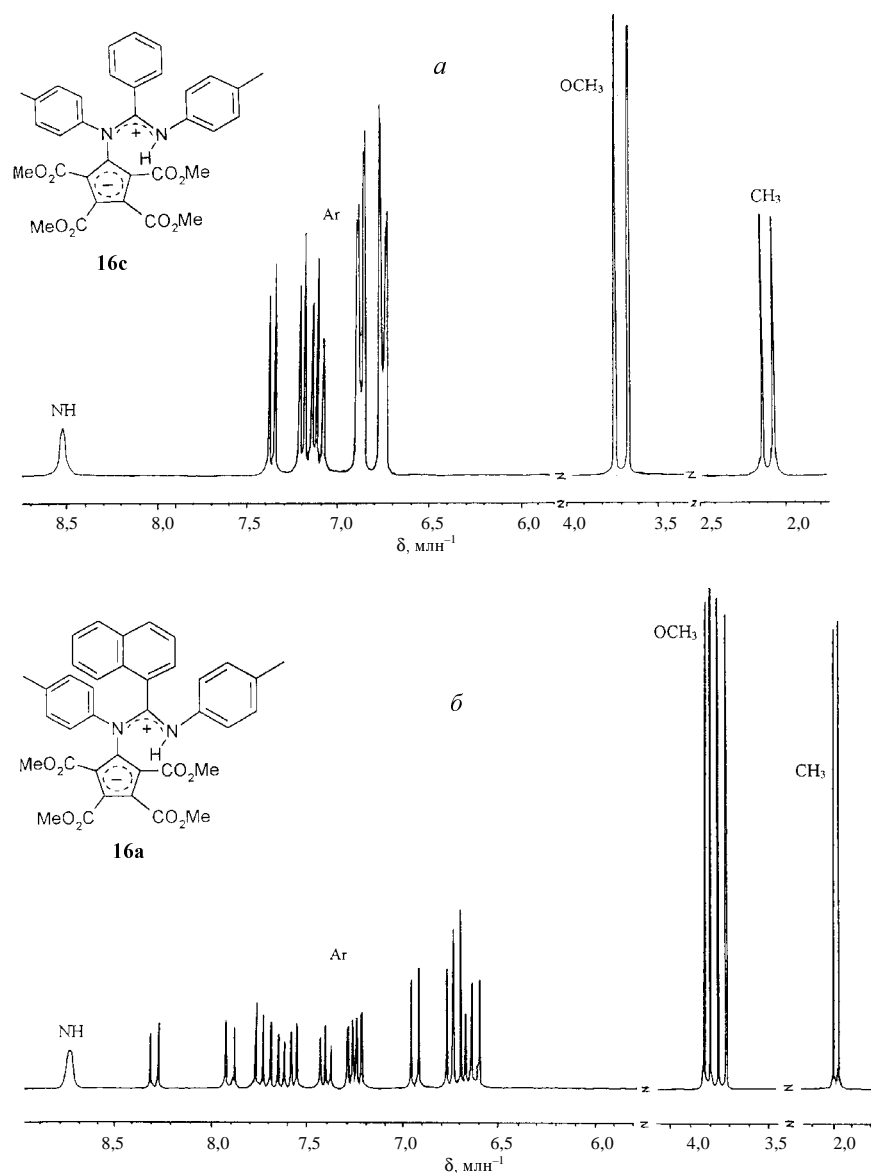 а
OCH₃
N
N
+
H
MeO₂C
CO₂Me
−
MeO₂C
CO₂Me
Ar
CH₃
16c
NH
8,5 8,0 7,5 7,0 6,5 6,0 4,0 3,5 2,5 2,0
δ, млн⁻¹
б
OCH₃
N
N
+
H
MeO₂C
CO₂Me
−
MeO₂C
CO₂Me
CH₃
16a
Ar
NH
8,5 8,0 7,5 7,0 6,5 6,0 4,0 3,5 2,0
δ, млн⁻¹